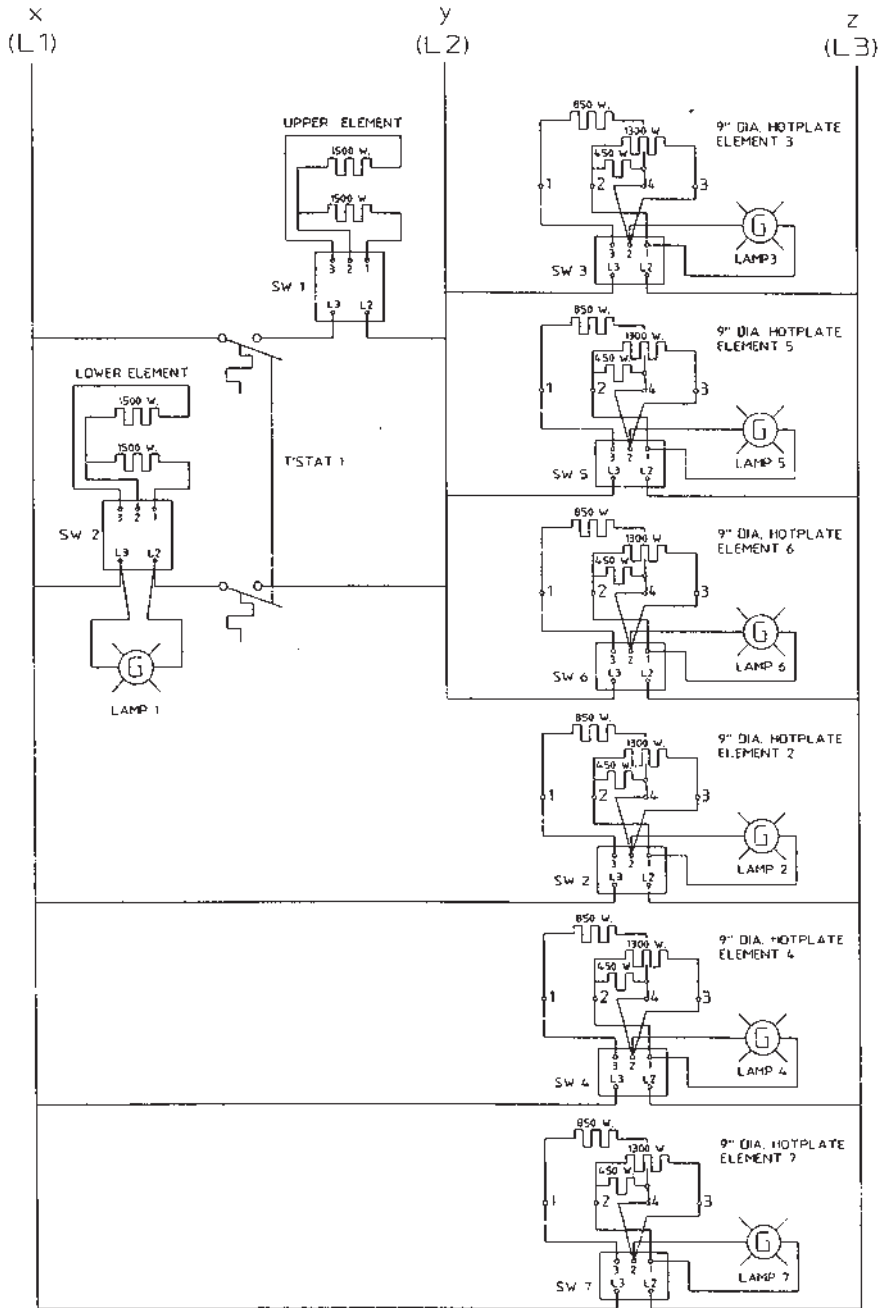 X
(L1)
y
(L2)
z
(L3)
UPPER ELEMENT
1500 W.
1500 W.
3 2 1
L3 L2
SW 1
LOWER ELEMENT
1500 W.
1500 W.
3 2 1
L3 L2
SW 2
LAMP 1
T'STAT 1
850 W.
1300 W.
450 W.
1 2 4 3
3 2 1
L3 L2
SW 3
LAMP3
G
9" DIA. HOTPLATE
ELEMENT 3
850 W.
1300 W.
450 W.
1 2 4 3
3 2 1
L3 L2
SW 5
LAMP 5
G
9" DIA. HOTPLATE
ELEMENT 5
850 W.
1300 W.
450 W.
1 2 4 3
3 2 1
L3 L2
SW 6
LAMP 6
G
9" DIA. HOTPLATE
ELEMENT 6
G
850 W.
1300 W.
450 W.
1 2 4 3
3 2 1
L3 L2
SW 2
LAMP 2
G
9" DIA. HOTPLATE
ELEMENT 2
850 W.
1300 W.
450 W
1 2 4 3
3 2 1
L3 L2
SW 4
LAMP 4
G
9" DIA. HOTPLATE
ELEMENT 4
850 W.
1300 W.
450 W.
1 2 4 3
3 2 1
L3 L2
SW 7
LAMP 7
G
9" DIA. HOTPLATE
ELEMENT 7